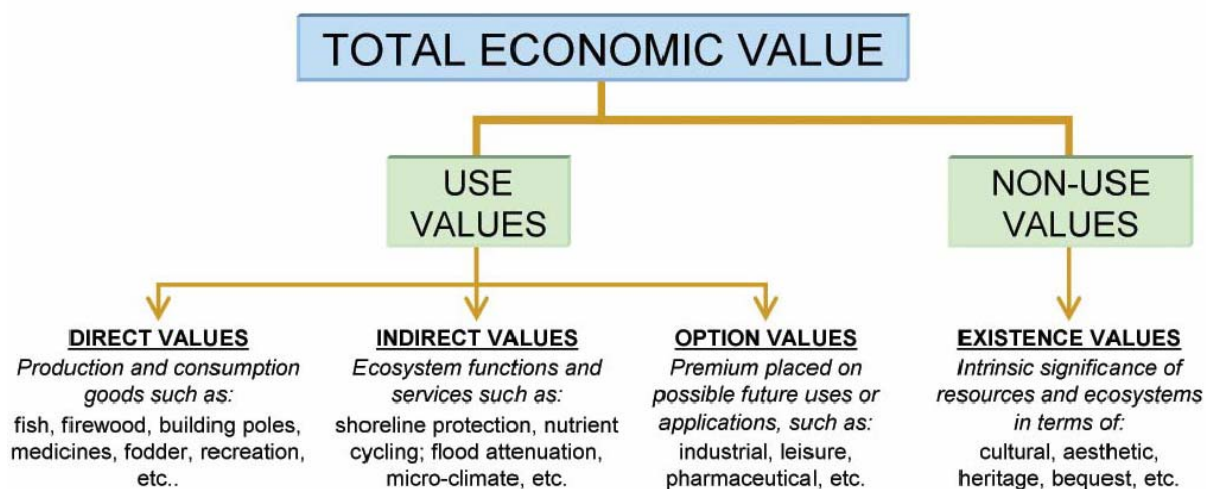 TOTAL ECONOMIC VALUE
USE
VALUES
NON-USE
VALUES
DIRECT VALUES
Production and consumption
goods such as:
fish, firewood, building poles,
medicines, fodder, recreation,
etc..
INDIRECT VALUES
Ecosystem functions and
services such as:
shoreline protection, nutrient
cycling; flood attenuation,
micro-climate, etc.
OPTION VALUES
Premium placed on
possible future uses or
applications, such as:
industrial, leisure,
pharmaceutical, etc.
EXISTENCE VALUES
Intrinsic significance of
resources and ecosystems
in terms of:
cultural, aesthetic,
heritage, bequest, etc.